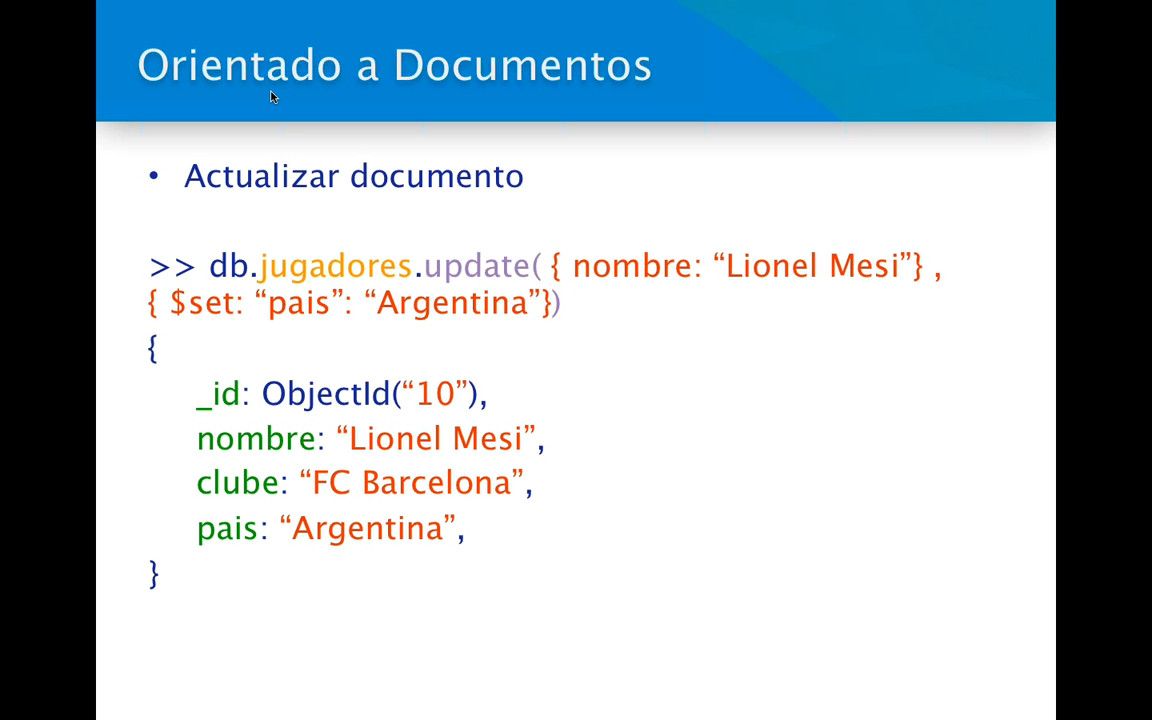 Orientado a Documentos
• Actualizar documento
>> db.jugadores.update( { nombre: “Lionel Mesi”} ,
{ $set: “pais”: “Argentina”})
{
_id: ObjectId(“10”),
nombre: “Lionel Mesi”,
clube: “FC Barcelona”,
pais: “Argentina”,
}